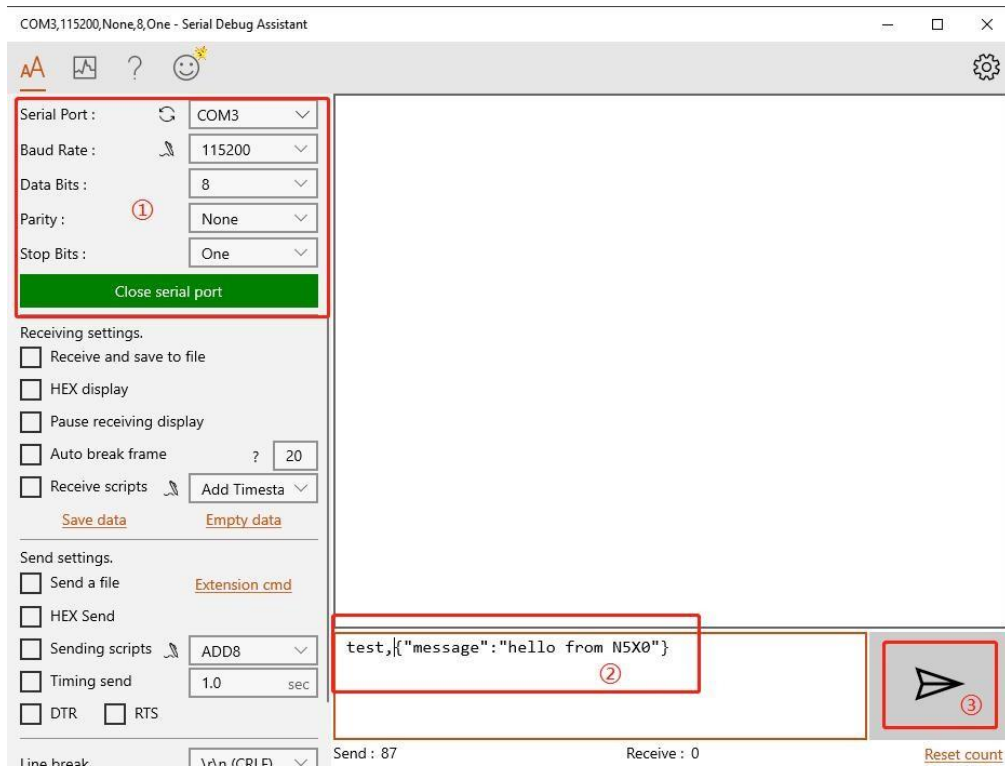 COM3,115200,None,8,One - Serial Debug Assistant
AA
?
Serial Port :
COM3
Baud Rate :
115200
Data Bits :
8
①
Parity :
None
Stop Bits :
One
Close serial port
Receiving settings.
Receive and save to file
HEX display
Pause receiving display
Auto break frame ? 20
Receive scripts Add Timesta
Save data Empty data
Send settings.
Send a file Extension cmd
HEX Send
Sending scripts ADD8
Timing send 1.0 sec
DTR RTS
Line break \r\n (CRLF)
test,{"message":"hello from N5X0"}
②
③
Send : 87 Receive : 0 Reset count